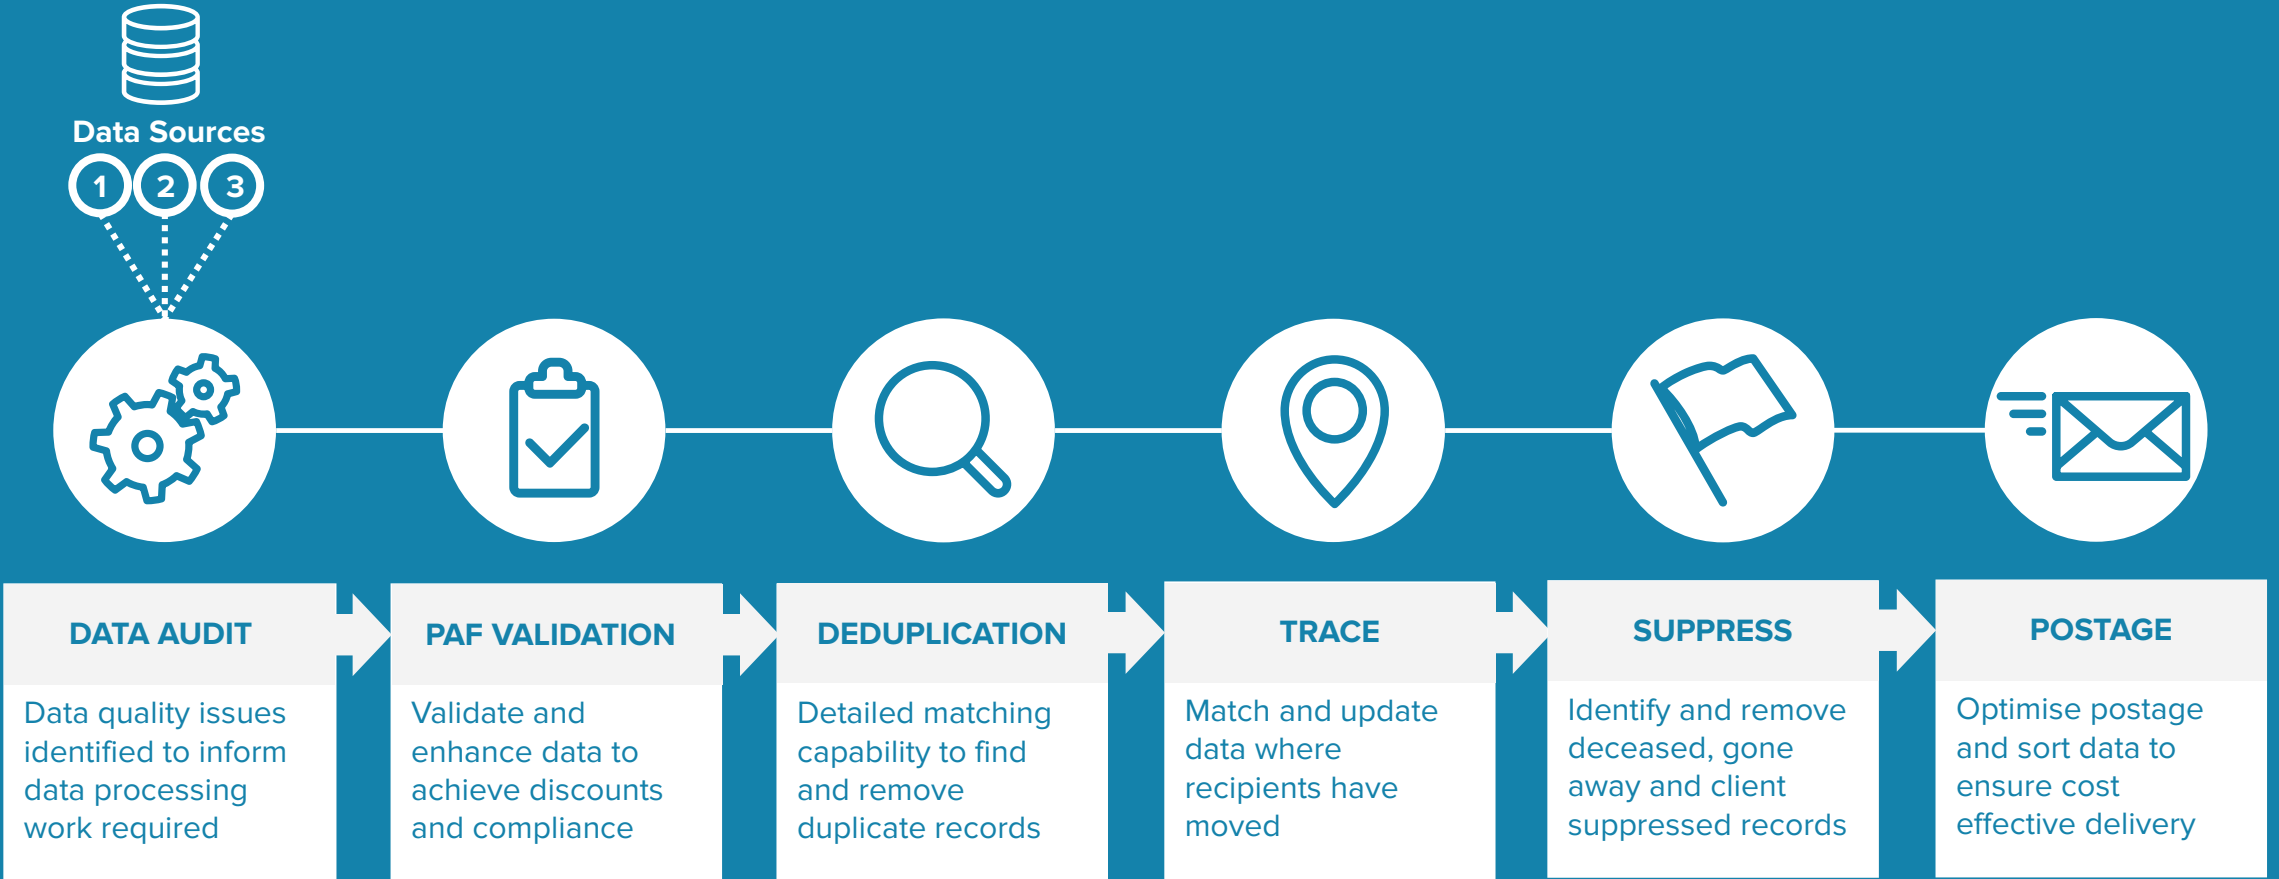 Data Sources
1 2 3
DATA AUDIT
Data quality issues
identified to inform
data processing
work required
PAF VALIDATION
Validate and
enhance data to
achieve discounts
and compliance
DEDUPLICATION
Detailed matching
capability to find
and remove
duplicate records
TRACE
Match and update
data where
recipients have
moved
SUPPRESS
Identify and remove
deceased, gone
away and client
suppressed records
POSTAGE
Optimise postage
and sort data to
ensure cost
effective delivery